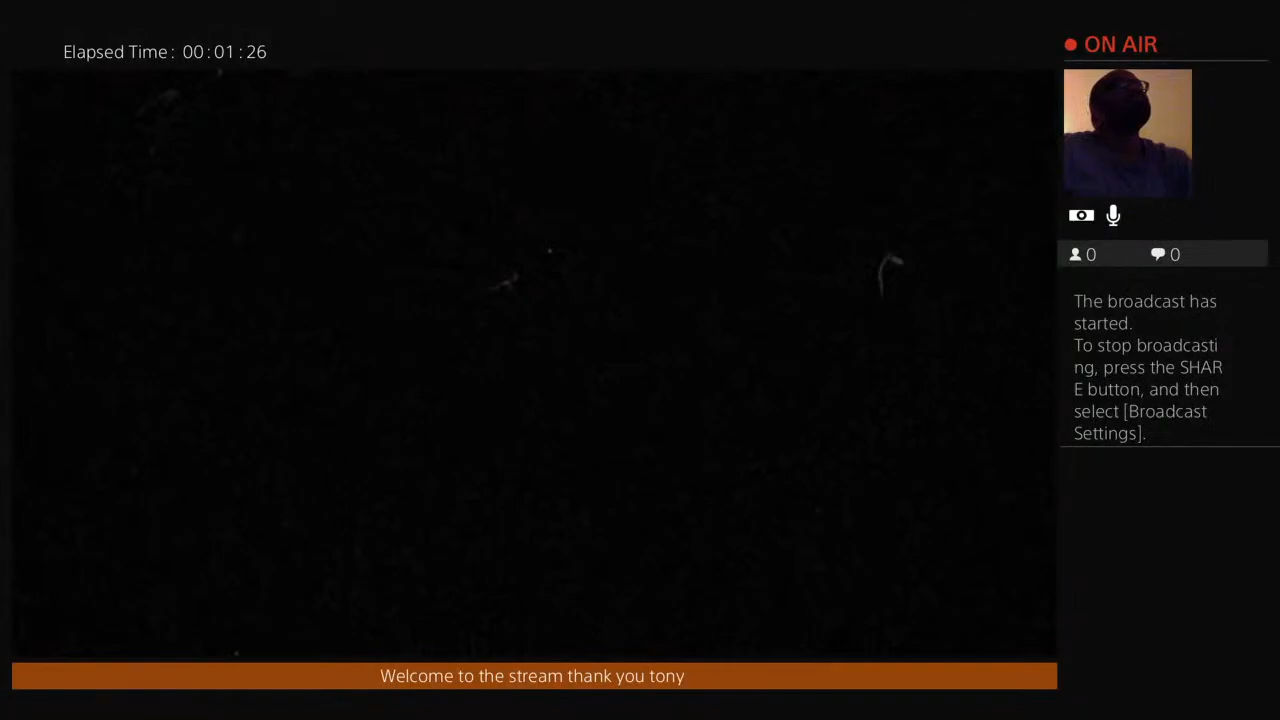 Elapsed Time: 00:01:26
ON AIR
0 0
The broadcast has
started.
To stop broadcasti
ng, press the SHAR
E button, and then
select [Broadcast
Settings].
Welcome to the stream thank you tony